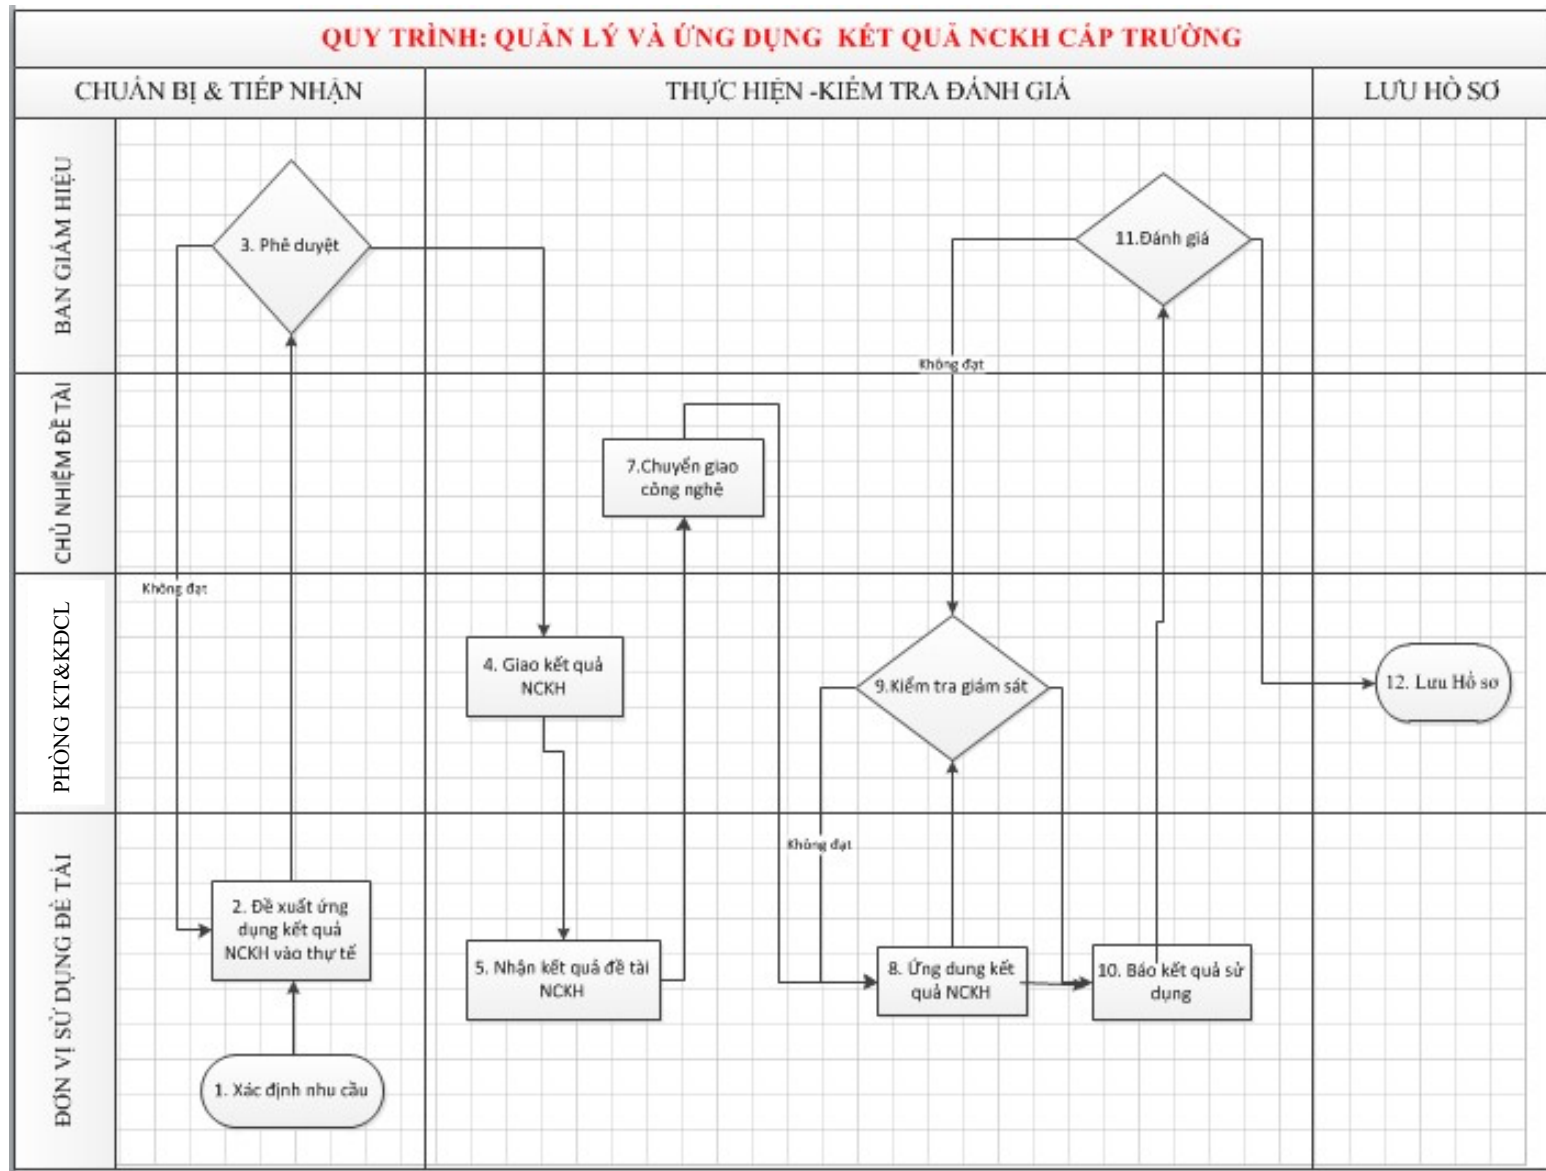 QUY TRÌNH: QUẢN LÝ VÀ ỨNG DỤNG KẾT QUẢ NCKH CẤP TRƯỜNG
CHUẨN BỊ & TIẾP NHẬN
THỰC HIỆN -KIỂM TRA ĐÁNH GIÁ
LƯU HỒ SƠ
BAN GIÁM HIỆU
3. Phê duyệt
11.Đánh giá
Không đạt
CHỦ NHIỆM ĐỀ TÀI
7.Chuyển giao
công nghệ
Không đạt
PHÒNG KT&KĐCL
4. Giao kết quả
NCKH
9.Kiểm tra giám sát
12. Lưu Hồ sơ
Không đạt
ĐƠN VỊ SỬ DỤNG ĐỀ TÀI
2. Đề xuất ứng
dụng kết quả
NCKH vào thự tế
5. Nhận kết quả đề tài
NCKH
8. Ứng dung kết
quả NCKH
10. Báo kết quả sử
dụng
1. Xác định nhu cầu